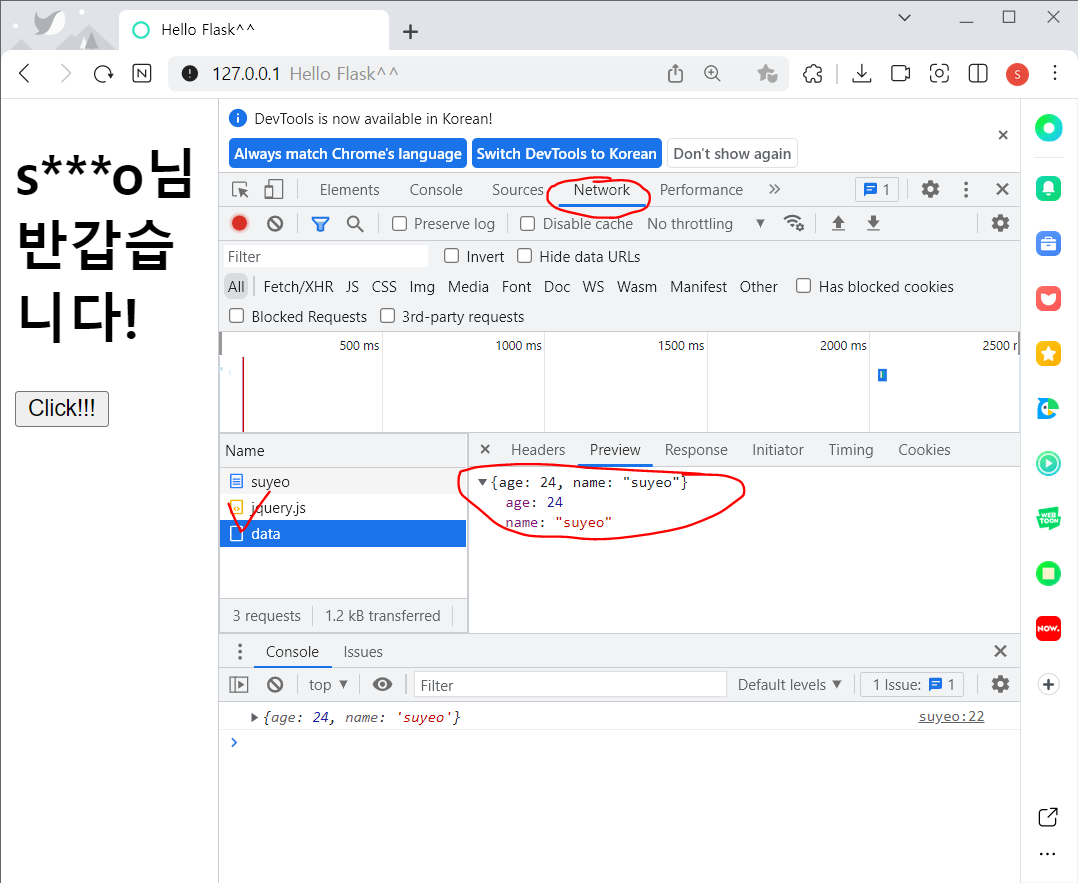 Hello Flask^^
N
127.0.0.1 Hello Flask^^
S
s***o님
반갑습
니다!
Click!!!
DevTools is now available in Korean!
Always match Chrome's language Switch DevTools to Korean Don't show again
Elements Console Sources Network Performance 1
Preserve log Disable cache No throttling
Filter Invert Hide data URLs
All Fetch/XHR JS CSS Img Media Font Doc WS Wasm Manifest Other Has blocked cookies
Blocked Requests 3rd-party requests
500 ms 1000 ms 1500 ms 2000 ms 2500 m
Name
suyeo
jquery.js
data
3 requests 1.2 kB transferred
Headers Preview Response Initiator Timing Cookies
{age: 24, name: "suyeo"}
age: 24
name: "suyeo"
Console Issues
top Filter Default levels 1 Issue: 1
{age: 24, name: 'suyeo'} suyeo:22
WEB
TOON
NOW.